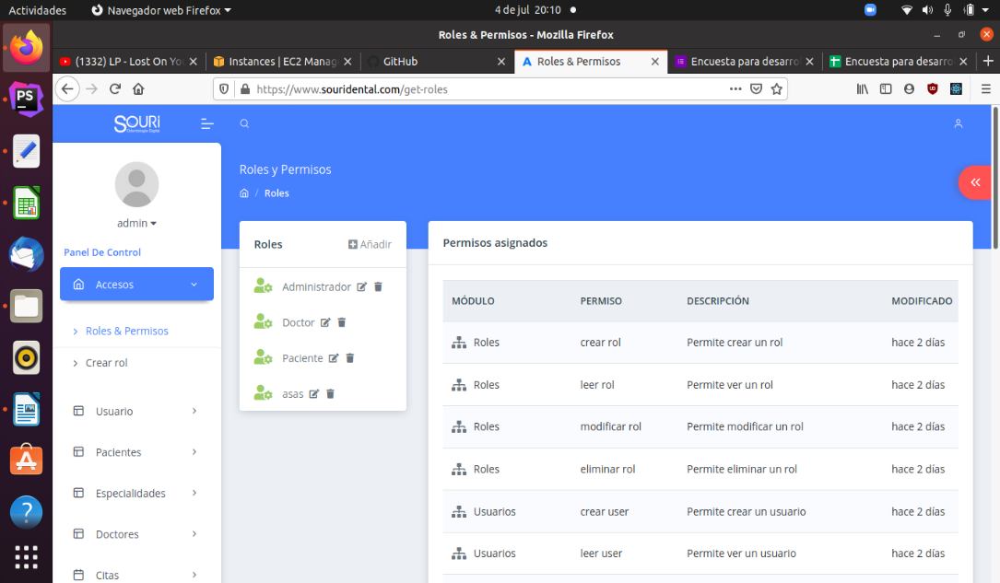 Actividades
Navegador web Firefox
4 de jul 20:10
Roles & Permisos - Mozilla Firefox
(1332) LP - Lost On Yo
Instances | EC2 Manag
GitHub
Roles & Permisos
Encuesta para desarro
Encuesta para desarro
https://www.souridental.com/get-roles
PS
SOURI
Odontología Digital
Roles y Permisos
/ Roles
admin
Panel De Control
Accesos
Roles & Permisos
Crear rol
Usuario
Pacientes
Especialidades
Doctores
Citas
Roles
Añadir
Administrador
Doctor
Paciente
asas
Permisos asignados
MÓDULO PERMISO DESCRIPCIÓN MODIFICADO
Roles crear rol Permite crear un rol hace 2 días
Roles leer rol Permite ver un rol hace 2 días
Roles modificar rol Permite modificar un rol hace 2 días
Roles eliminar rol Permite eliminar un rol hace 2 días
Usuarios crear user Permite crear un usuario hace 2 días
Usuarios leer user Permite ver un usuario hace 2 días